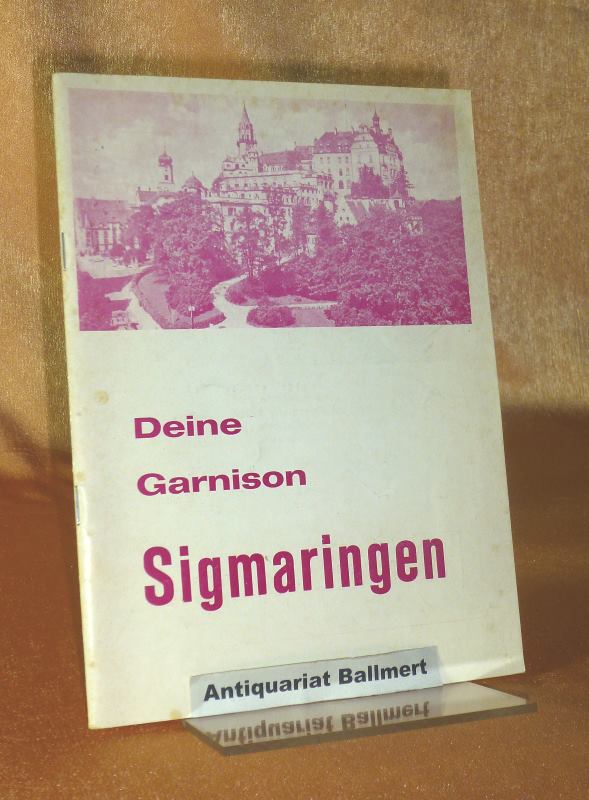 Deine
Garnison
Sigmaringen
Antiquariat Ballmert